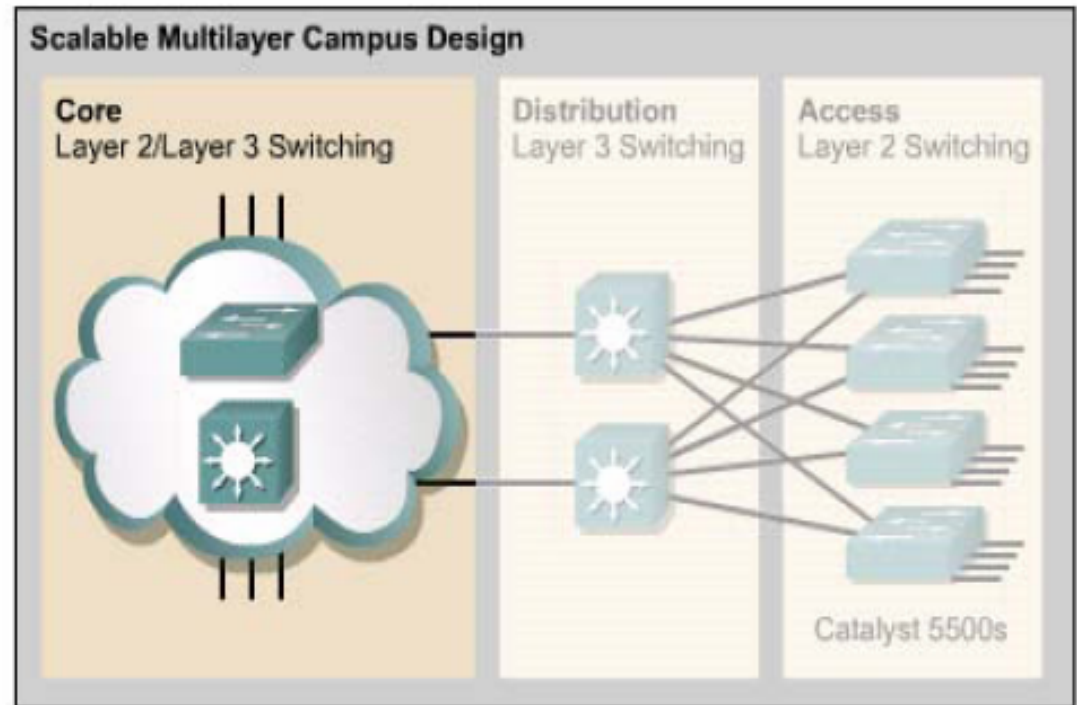 Scalable Multilayer Campus Design
Core
Layer 2/Layer 3 Switching
Distribution
Layer 3 Switching
Access
Layer 2 Switching
Catalyst 5500s